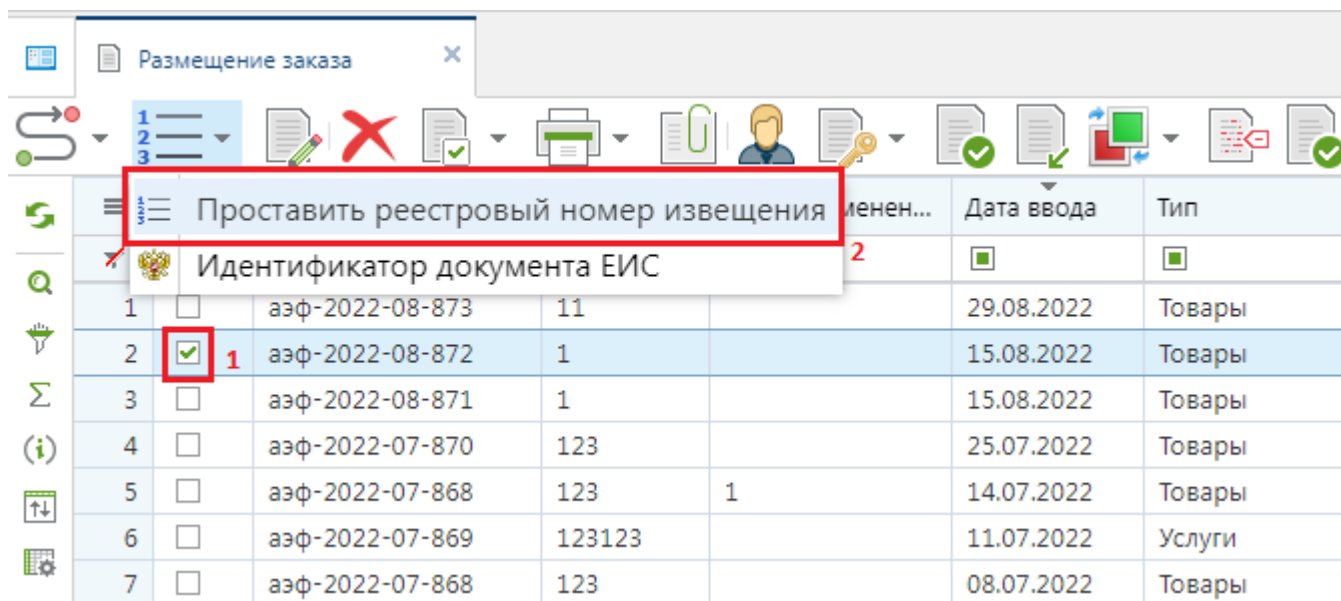 Размещение заказа
1
2
3
Проставить реестровый номер извещения
менен... Дата ввода Тип
Идентификатор документа ЕИС
2
1 аэф-2022-08-873 11 29.08.2022 Товары
2 1 аэф-2022-08-872 1 15.08.2022 Товары
3 аэф-2022-08-871 1 15.08.2022 Товары
4 аэф-2022-07-870 123 25.07.2022 Товары
5 аэф-2022-07-868 123 1 14.07.2022 Товары
6 аэф-2022-07-869 123123 11.07.2022 Услуги
7 аэф-2022-07-868 123 08.07.2022 Товары